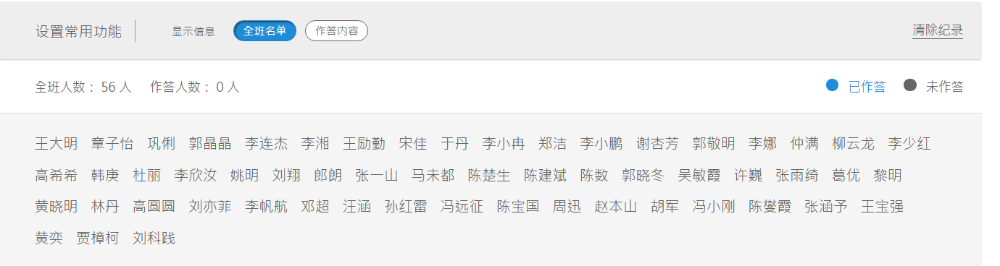 设置常用功能 显示信息 全班名单 作答内容 清除纪录
全班人数： 56 人 作答人数： 0 人 已作答 未作答
王大明 章子怡 巩俐 郭晶晶 李连杰 李湘 王励勤 宋佳 于丹 李小冉 郑洁 李小鹏 谢杏芳 郭敬明 李娜 仲满 柳云龙 李少红
高希希 韩庚 杜丽 李欣汝 姚明 刘翔 郎朗 张一山 马未都 陈楚生 陈建斌 陈数 郭晓冬 吴敏霞 许巍 张雨绮 葛优 黎明
黄晓明 林丹 高圆圆 刘亦菲 李帆航 邓超 汪涵 孙红雷 冯远征 陈宝国 周迅 赵本山 胡军 冯小刚 陈燮霞 张涵予 王宝强
黄奕 贾樟柯 刘科践